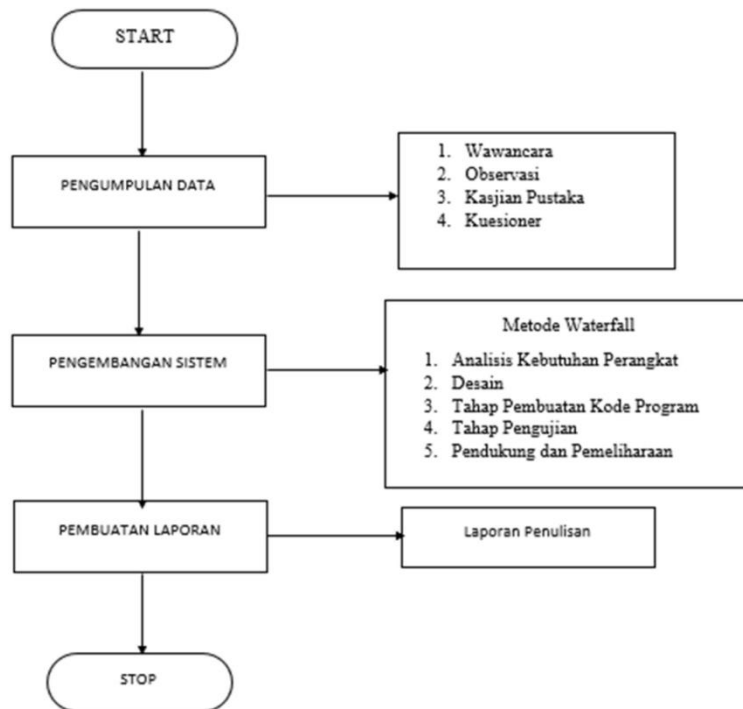 START
PENGUMPULAN DATA
1. Wawancara
2. Observasi
3. Kasjian Pustaka
4. Kuesioner
PENGEMBANGAN SISTEM
Metode Waterfall
1. Analisis Kebutuhan Perangkat
2. Desain
3. Tahap Pembuatan Kode Program
4. Tahap Pengujian
5. Pendukung dan Pemeliharaan
PEMBUATAN LAPORAN
Laporan Penulisan
STOP